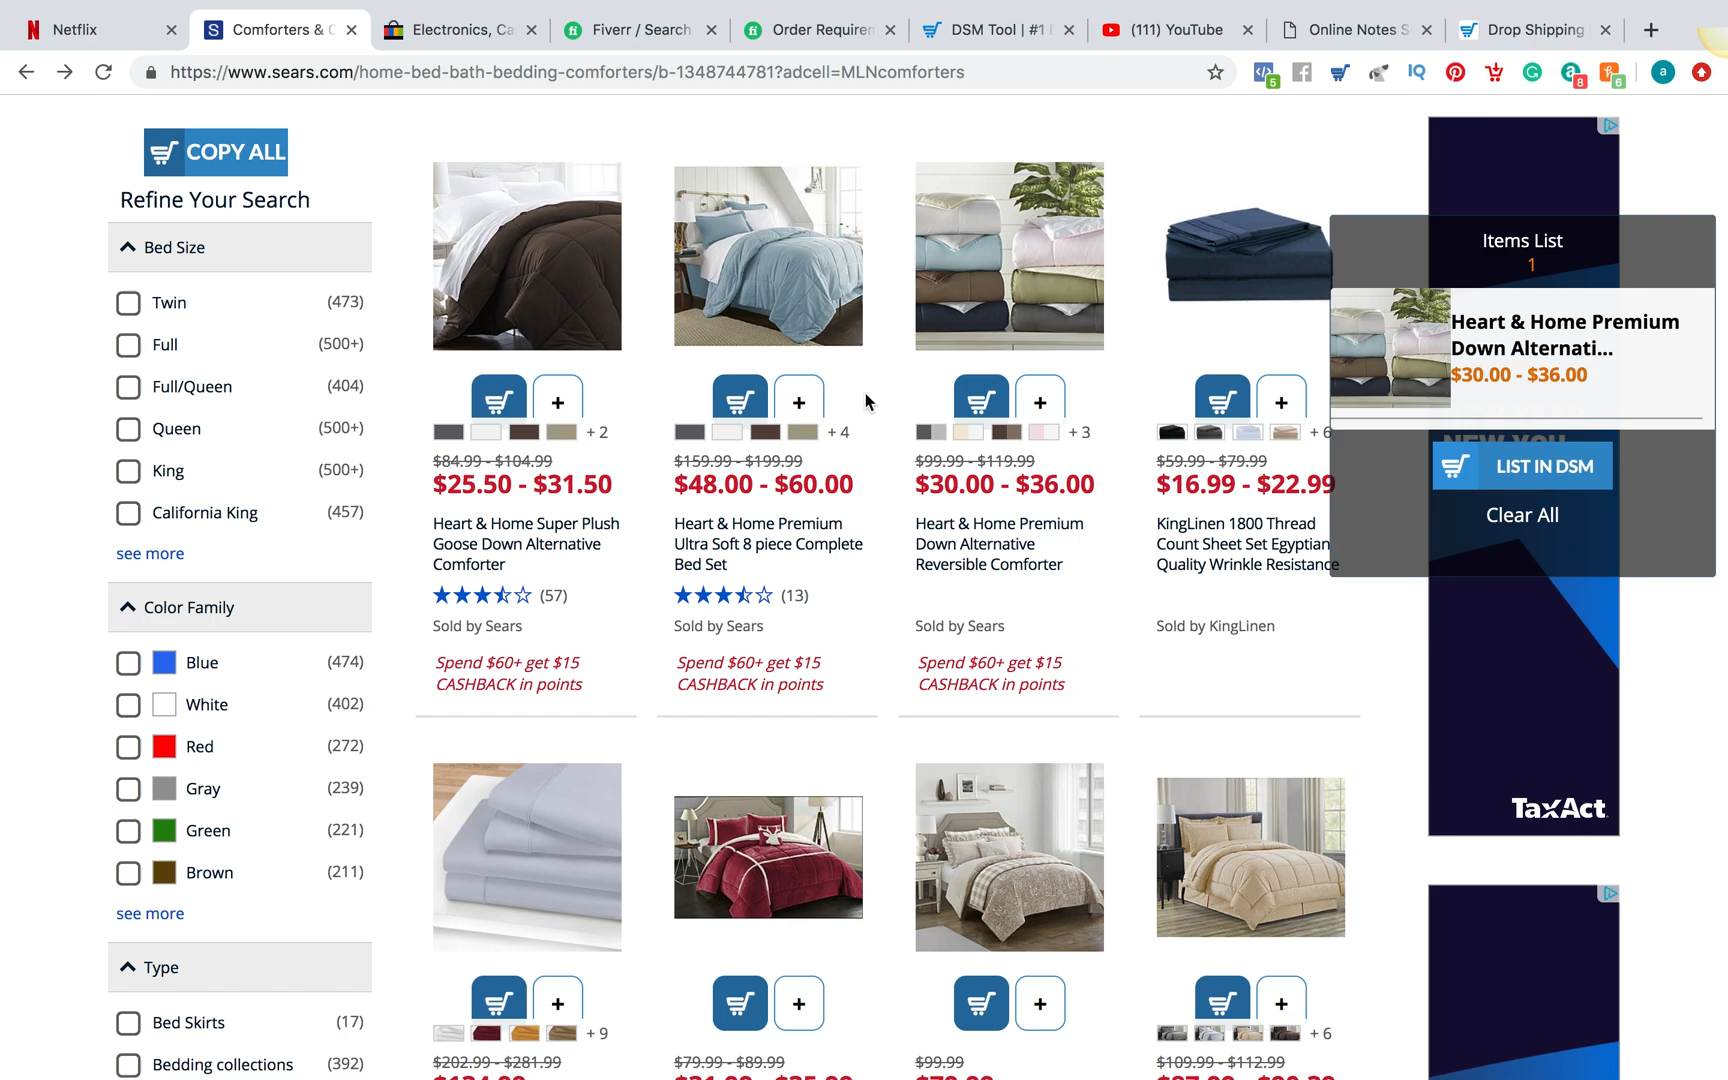 Netflix
Comforters & C
Electronics, Ca
Fiverr / Search
Order Requirem
DSM Tool | #1
(111) YouTube
Online Notes S
Drop Shipping
https://www.sears.com/home-bed-bath-bedding-comforters/b-1348744781?adcell=MLNcomforters
5
IQ
8
6
a
COPY ALL
Refine Your Search
Bed Size
Twin (473)
Full (500+)
Full/Queen (404)
Queen (500+)
King (500+)
California King (457)
see more
Color Family
Blue (474)
White (402)
Red (272)
Gray (239)
Green (221)
Brown (211)
see more
Type
Bed Skirts (17)
Bedding collections (392)
+ 2
$84.99 - $104.99
$25.50 - $31.50
Heart & Home Super Plush
Goose Down Alternative
Comforter
(57)
Sold by Sears
Spend $60+ get $15
CASHBACK in points
+ 4
$159.99 - $199.99
$48.00 - $60.00
Heart & Home Premium
Ultra Soft 8 piece Complete
Bed Set
(13)
Sold by Sears
Spend $60+ get $15
CASHBACK in points
+ 3
$99.99 - $119.99
$30.00 - $36.00
Heart & Home Premium
Down Alternative
Reversible Comforter
Sold by Sears
Spend $60+ get $15
CASHBACK in points
+ 6
$59.99 - $79.99
$16.99 - $22.99
KingLinen 1800 Thread
Count Sheet Set Egyptian
Quality Wrinkle Resistance
Sold by KingLinen
Items List
1
Heart & Home Premium
Down Alternati...
$30.00 - $36.00
NEW YOU
LIST IN DSM
Clear All
TaxAct
+ 9
$202.99 - $281.99
$79.99 - $89.99
$99.99
+ 6
$109.99 - $112.99